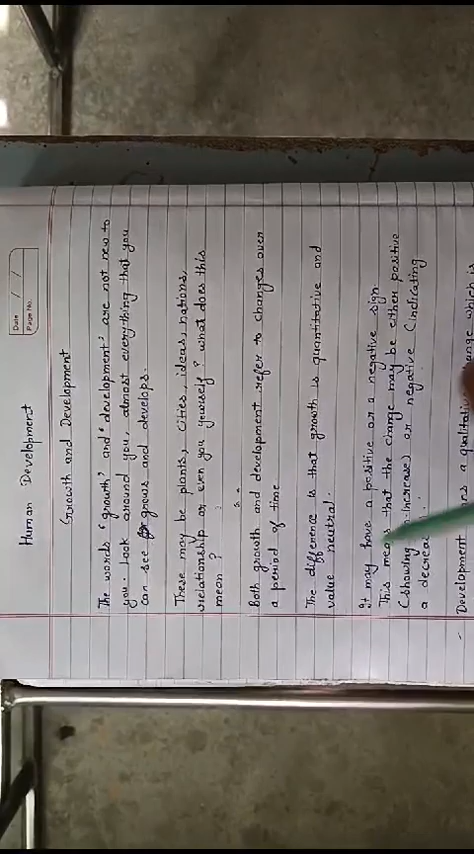 Date / /
Page No.
Human Development
Growth and Development
The words 'growth' and 'development' are not new to
you. Look around you, almost everything that you
can see grows and develops.
These may be plants, cities, ideas, nations,
relationship or even you yourself? what does this
mean?
Both growth and development refer to changes over
a period of time.
The difference is that growth is quantitative and
value neutral.
it may have a positive or a negative sign.
This that the change may be either positive
(showing increase) or negative (indicating
a
Development a which is